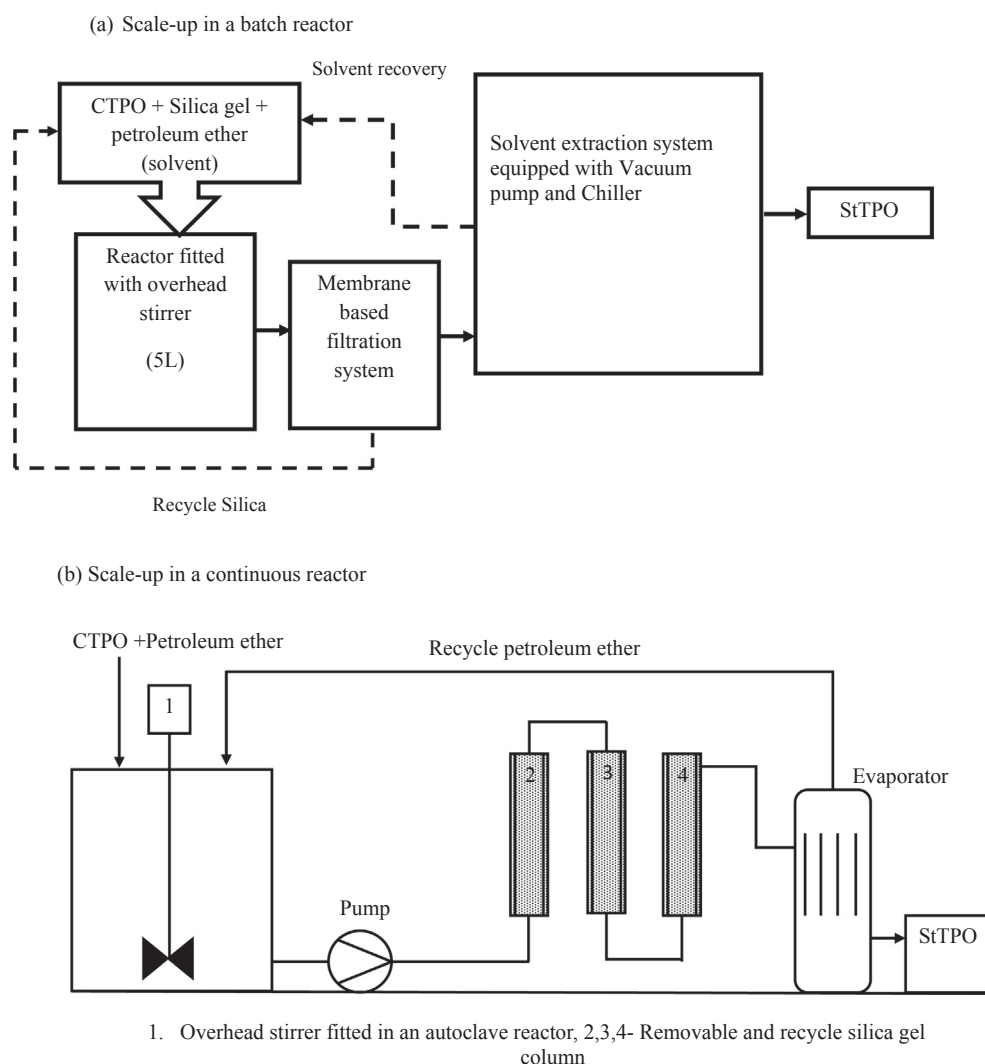 (a) Scale-up in a batch reactor
Solvent recovery
CTPO + Silica gel +
petroleum ether
(solvent)
Solvent extraction system
equipped with Vacuum
pump and Chiller
StTPO
Reactor fitted
with overhead
stirrer
(5L)
Membrane
based
filtration
system
Recycle Silica
(b) Scale-up in a continuous reactor
CTPO +Petroleum ether
Recycle petroleum ether
1
2
3
4
Evaporator
Pump
StTPO
1. Overhead stirrer fitted in an autoclave reactor, 2,3,4- Removable and recycle silica gel
column